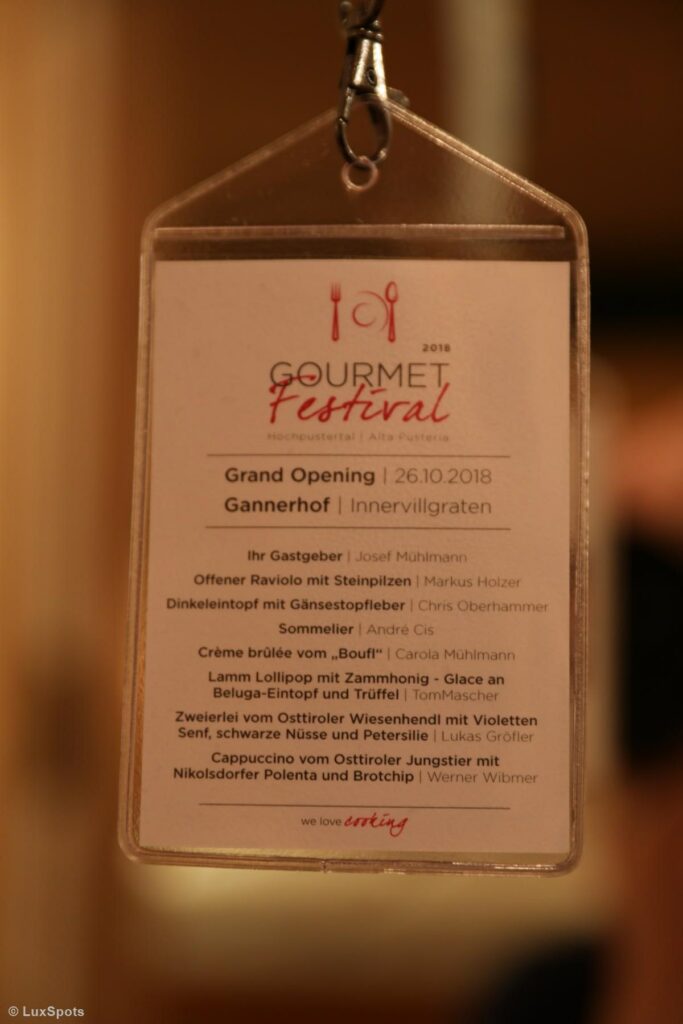 2018
GOURMET
Festival
Hochpustertal | Alta Pusteria
Grand Opening | 26.10.2018
Gannerhof | Innervillgraten
Ihr Gastgeber | Josef Mühlmann
Offener Raviolo mit Steinpilzen | Markus Holzer
Dinkeleintopf mit Gänsestopfleber | Chris Oberhammer
Sommelier | André Cis
Crème brûlée vom „Boufl“ | Carola Mühlmann
Lamm Lollipop mit Zammhonig - Glace an
Beluga-Eintopf und Trüffel | TomMascher
Zweierlei vom Osttiroler Wiesenhendl mit Violetten
Senf, schwarze Nüsse und Petersilie | Lukas Gröfler
Cappuccino vom Osttiroler Jungstier mit
Nikolsdorfer Polenta und Brotchip | Werner Wibmer
we love cooking
© LuxSpots